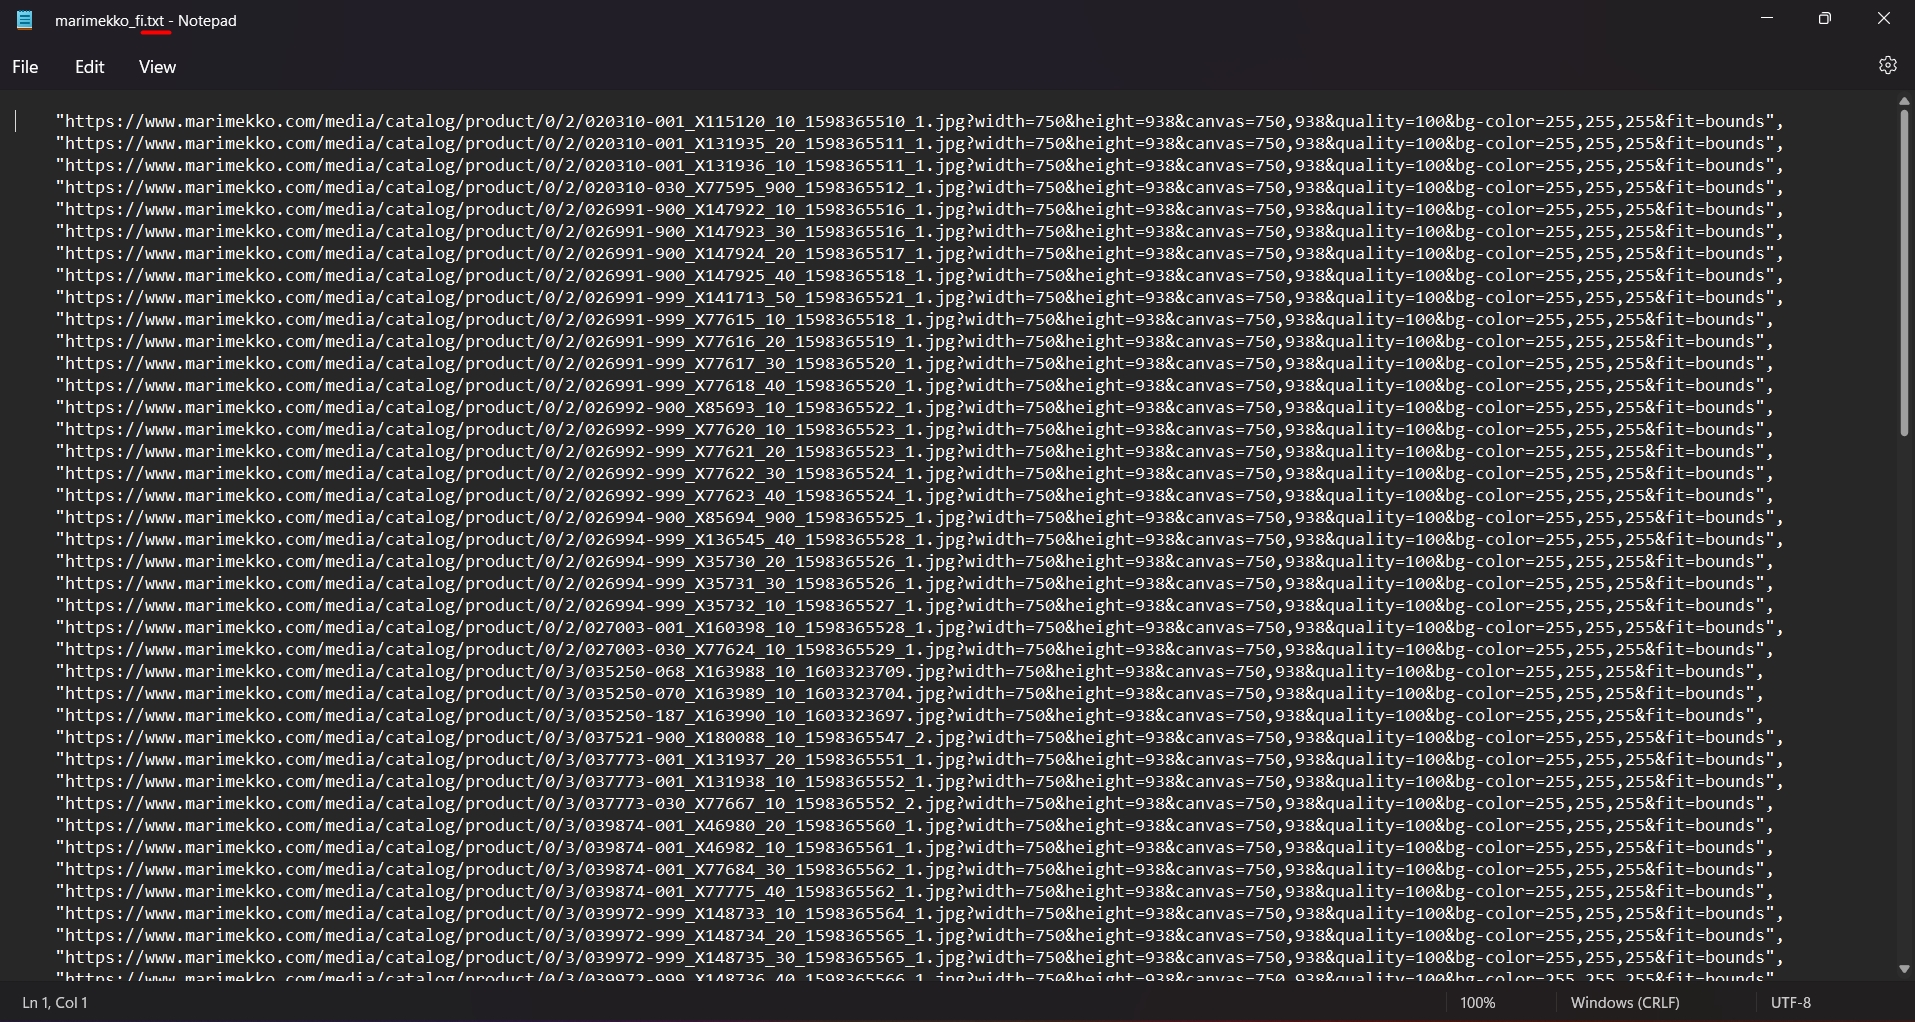 marimekko_fi.txt - Notepad
File Edit View
"https://www.marimekko.com/media/catalog/product/0/2/020310-001_X115120_10_1598365510_1.jpg?width=750&height=938&canvas=750,938&quality=100&bg-color=255,255,255&fit=bounds",
"https://www.marimekko.com/media/catalog/product/0/2/020310-001_X131935_20_1598365511_1.jpg?width=750&height=938&canvas=750,938&quality=100&bg-color=255,255,255&fit=bounds",
"https://www.marimekko.com/media/catalog/product/0/2/020310-001_X131936_10_1598365511_1.jpg?width=750&height=938&canvas=750,938&quality=100&bg-color=255,255,255&fit=bounds",
"https://www.marimekko.com/media/catalog/product/0/2/020310-030_X77595_900_1598365512_1.jpg?width=750&height=938&canvas=750,938&quality=100&bg-color=255,255,255&fit=bounds",
"https://www.marimekko.com/media/catalog/product/0/2/026991-900_X147922_10_1598365516_1.jpg?width=750&height=938&canvas=750,938&quality=100&bg-color=255,255,255&fit=bounds",
"https://www.marimekko.com/media/catalog/product/0/2/026991-900_X147923_30_1598365516_1.jpg?width=750&height=938&canvas=750,938&quality=100&bg-color=255,255,255&fit=bounds",
"https://www.marimekko.com/media/catalog/product/0/2/026991-900_X147924_20_1598365517_1.jpg?width=750&height=938&canvas=750,938&quality=100&bg-color=255,255,255&fit=bounds",
"https://www.marimekko.com/media/catalog/product/0/2/026991-900_X147925_40_1598365518_1.jpg?width=750&height=938&canvas=750,938&quality=100&bg-color=255,255,255&fit=bounds",
"https://www.marimekko.com/media/catalog/product/0/2/026991-999_X141713_50_1598365521_1.jpg?width=750&height=938&canvas=750,938&quality=100&bg-color=255,255,255&fit=bounds",
"https://www.marimekko.com/media/catalog/product/0/2/026991-999_X77615_10_1598365518_1.jpg?width=750&height=938&canvas=750,938&quality=100&bg-color=255,255,255&fit=bounds",
"https://www.marimekko.com/media/catalog/product/0/2/026991-999_X77616_20_1598365519_1.jpg?width=750&height=938&canvas=750,938&quality=100&bg-color=255,255,255&fit=bounds",
"https://www.marimekko.com/media/catalog/product/0/2/026991-999_X77617_30_1598365520_1.jpg?width=750&height=938&canvas=750,938&quality=100&bg-color=255,255,255&fit=bounds",
"https://www.marimekko.com/media/catalog/product/0/2/026991-999_X77618_40_1598365520_1.jpg?width=750&height=938&canvas=750,938&quality=100&bg-color=255,255,255&fit=bounds",
"https://www.marimekko.com/media/catalog/product/0/2/026992-900_X85693_10_1598365522_1.jpg?width=750&height=938&canvas=750,938&quality=100&bg-color=255,255,255&fit=bounds",
"https://www.marimekko.com/media/catalog/product/0/2/026992-999_X77620_10_1598365523_1.jpg?width=750&height=938&canvas=750,938&quality=100&bg-color=255,255,255&fit=bounds",
"https://www.marimekko.com/media/catalog/product/0/2/026992-999_X77621_20_1598365523_1.jpg?width=750&height=938&canvas=750,938&quality=100&bg-color=255,255,255&fit=bounds",
"https://www.marimekko.com/media/catalog/product/0/2/026992-999_X77622_30_1598365524_1.jpg?width=750&height=938&canvas=750,938&quality=100&bg-color=255,255,255&fit=bounds",
"https://www.marimekko.com/media/catalog/product/0/2/026992-999_X77623_40_1598365524_1.jpg?width=750&height=938&canvas=750,938&quality=100&bg-color=255,255,255&fit=bounds",
"https://www.marimekko.com/media/catalog/product/0/2/026994-900_X85694_900_1598365525_1.jpg?width=750&height=938&canvas=750,938&quality=100&bg-color=255,255,255&fit=bounds",
"https://www.marimekko.com/media/catalog/product/0/2/026994-999_X136545_40_1598365528_1.jpg?width=750&height=938&canvas=750,938&quality=100&bg-color=255,255,255&fit=bounds",
"https://www.marimekko.com/media/catalog/product/0/2/026994-999_X35730_20_1598365526_1.jpg?width=750&height=938&canvas=750,938&quality=100&bg-color=255,255,255&fit=bounds",
"https://www.marimekko.com/media/catalog/product/0/2/026994-999_X35731_30_1598365526_1.jpg?width=750&height=938&canvas=750,938&quality=100&bg-color=255,255,255&fit=bounds",
"https://www.marimekko.com/media/catalog/product/0/2/026994-999_X35732_10_1598365527_1.jpg?width=750&height=938&canvas=750,938&quality=100&bg-color=255,255,255&fit=bounds",
"https://www.marimekko.com/media/catalog/product/0/2/027003-001_X160398_10_1598365528_1.jpg?width=750&height=938&canvas=750,938&quality=100&bg-color=255,255,255&fit=bounds",
"https://www.marimekko.com/media/catalog/product/0/2/027003-030_X77624_10_1598365529_1.jpg?width=750&height=938&canvas=750,938&quality=100&bg-color=255,255,255&fit=bounds",
"https://www.marimekko.com/media/catalog/product/0/3/035250-068_X163988_10_1603323709.jpg?width=750&height=938&canvas=750,938&quality=100&bg-color=255,255,255&fit=bounds",
"https://www.marimekko.com/media/catalog/product/0/3/035250-070_X163989_10_1603323704.jpg?width=750&height=938&canvas=750,938&quality=100&bg-color=255,255,255&fit=bounds",
"https://www.marimekko.com/media/catalog/product/0/3/035250-187_X163990_10_1603323697.jpg?width=750&height=938&canvas=750,938&quality=100&bg-color=255,255,255&fit=bounds",
"https://www.marimekko.com/media/catalog/product/0/3/037521-900_X180088_10_1598365547_2.jpg?width=750&height=938&canvas=750,938&quality=100&bg-color=255,255,255&fit=bounds",
"https://www.marimekko.com/media/catalog/product/0/3/037773-001_X131937_20_1598365551_1.jpg?width=750&height=938&canvas=750,938&quality=100&bg-color=255,255,255&fit=bounds",
"https://www.marimekko.com/media/catalog/product/0/3/037773-001_X131938_10_1598365552_1.jpg?width=750&height=938&canvas=750,938&quality=100&bg-color=255,255,255&fit=bounds",
"https://www.marimekko.com/media/catalog/product/0/3/037773-030_X77667_10_1598365552_2.jpg?width=750&height=938&canvas=750,938&quality=100&bg-color=255,255,255&fit=bounds",
"https://www.marimekko.com/media/catalog/product/0/3/039874-001_X46980_20_1598365560_1.jpg?width=750&height=938&canvas=750,938&quality=100&bg-color=255,255,255&fit=bounds",
"https://www.marimekko.com/media/catalog/product/0/3/039874-001_X46982_10_1598365561_1.jpg?width=750&height=938&canvas=750,938&quality=100&bg-color=255,255,255&fit=bounds",
"https://www.marimekko.com/media/catalog/product/0/3/039874-001_X77684_30_1598365562_1.jpg?width=750&height=938&canvas=750,938&quality=100&bg-color=255,255,255&fit=bounds",
"https://www.marimekko.com/media/catalog/product/0/3/039874-001_X77775_40_1598365562_1.jpg?width=750&height=938&canvas=750,938&quality=100&bg-color=255,255,255&fit=bounds",
"https://www.marimekko.com/media/catalog/product/0/3/039972-999_X148733_10_1598365564_1.jpg?width=750&height=938&canvas=750,938&quality=100&bg-color=255,255,255&fit=bounds",
"https://www.marimekko.com/media/catalog/product/0/3/039972-999_X148734_20_1598365565_1.jpg?width=750&height=938&canvas=750,938&quality=100&bg-color=255,255,255&fit=bounds",
"https://www.marimekko.com/media/catalog/product/0/3/039972-999_X148735_30_1598365565_1.jpg?width=750&height=938&canvas=750,938&quality=100&bg-color=255,255,255&fit=bounds",
"https://www.marimekko.com/media/catalog/product/0/3/039972-999_X148736_40_1598365566_1.jpg?width=750&height=938&canvas=750,938&quality=100&bg-color=255,255,255&fit=bounds"
Ln 1, Col 1 100% Windows (CRLF) UTF-8